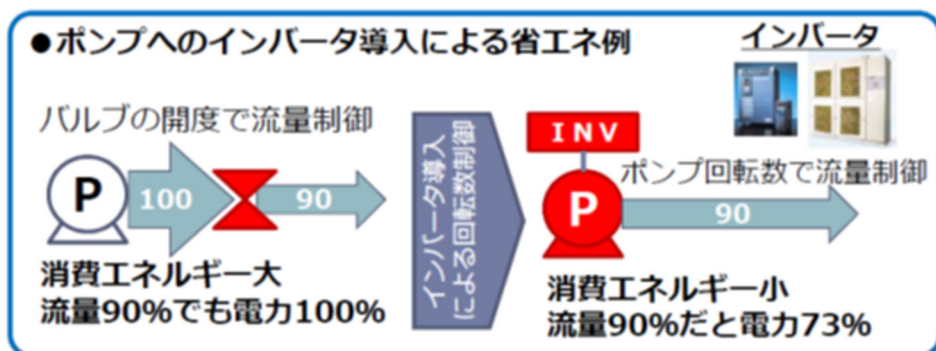 ●ポンプへのインバータ導入による省エネ例
インバータ
バルブの開度で流量制御
P
100
90
消費エネルギー大
流量90%でも電力100%
インバータ導入
による回転数制御
INV
ポンプ回転数で流量制御
P
90
消費エネルギー小
流量90%だと電力73%